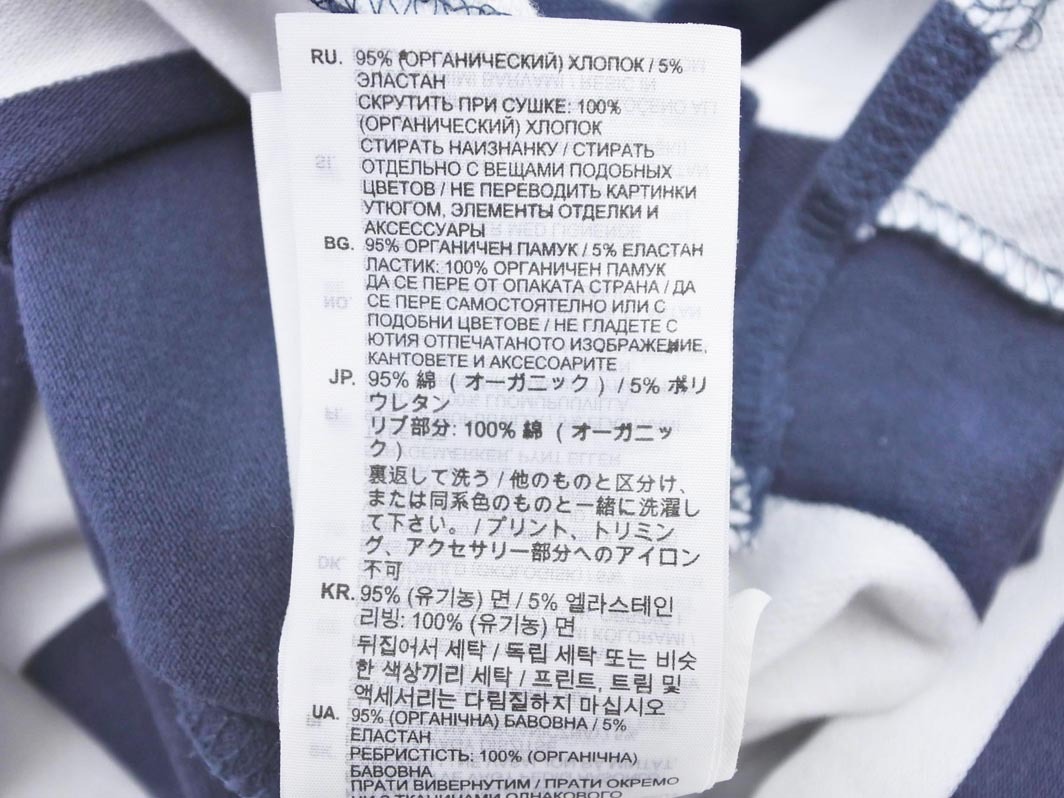 RU. 95% (ОРГАНИЧЕСКИЙ) ХЛОПОК / 5%
ЭЛАСТАН
СКРУТИТЬ ПРИ СУШКЕ: 100%
(ОРГАНИЧЕСКИЙ) ХЛОПОК
СТИРАТЬ НАИЗНАНКУ / СТИРАТЬ
ОТДЕЛЬНО С ВЕЩАМИ ПОДОБНЫХ
ЦВЕТОВ / НЕ ПЕРЕВОДИТЬ КАРТИНКИ
УТЮГОМ, ЭЛЕМЕНТЫ ОТДЕЛКИ И
АКСЕССУАРЫ
BG. 95% ОРГАНИЧЕН ПАМУК / 5% ЕЛАСТАН
ЛАСТИК: 100% ОРГАНИЧЕН ПАМУК
ДА СЕ ПЕРЕ ОТ ОПАКАТА СТРАНА / ДА
СЕ ПЕРЕ САМОСТОЯТЕЛНО ИЛИ С
ПОДОБНИ ЦВЕТОВЕ / НЕ ГЛАДЕТЕ С
ЮТИЯ ОТПЕЧАТАНОТО ИЗОБРАЖЕНИЕ,
КАНТОВЕТЕ И АКСЕСОАРИТЕ
JP. 95% 綿 ( オーガニック ) / 5% ポリ
ウレタン
リブ部分: 100% 綿 ( オーガニッ
ク )
裏返して洗う / 他のものと区分け、
または同系色のものと一緒に洗濯し
て下さい。 / プリント、トリミン
グ、アクセサリー部分へのアイロン
不可
KR. 95% (유기농) 면 / 5% 엘라스테인
리빙: 100% (유기농) 면
뒤집어서 세탁 / 독립 세탁 또는 비슷
한 색상끼리 세탁 / 프린트, 트림 및
액세서리는 다림질하지 마십시오
UA. 95% (ОРГАНІЧНА) БАВОВНА / 5%
ЕЛАСТАН
РЕБРИСТІСТЬ: 100% (ОРГАНІЧНА)
БАВОВНА
ПРАТИ ВИВЕРНУТИМ / ПРАТИ ОКРЕМО
ЧИ З ТКАНИНАМИ ОДНАКОВОГО